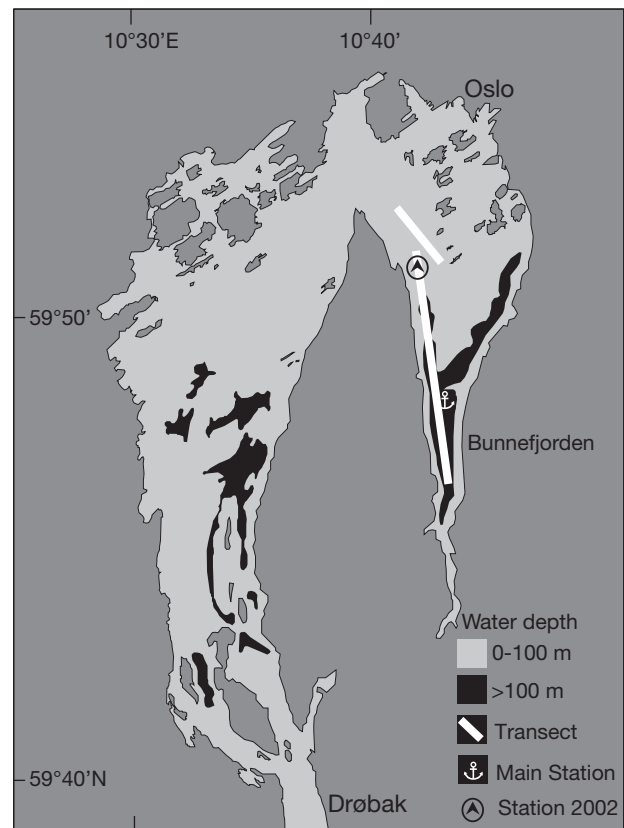 10°30’E
10°40’
Oslo
59°50’
Bunnefjorden
Water depth
0-100 m
>100 m
Transect
Main Station
Station 2002
59°40’N
Drøbak